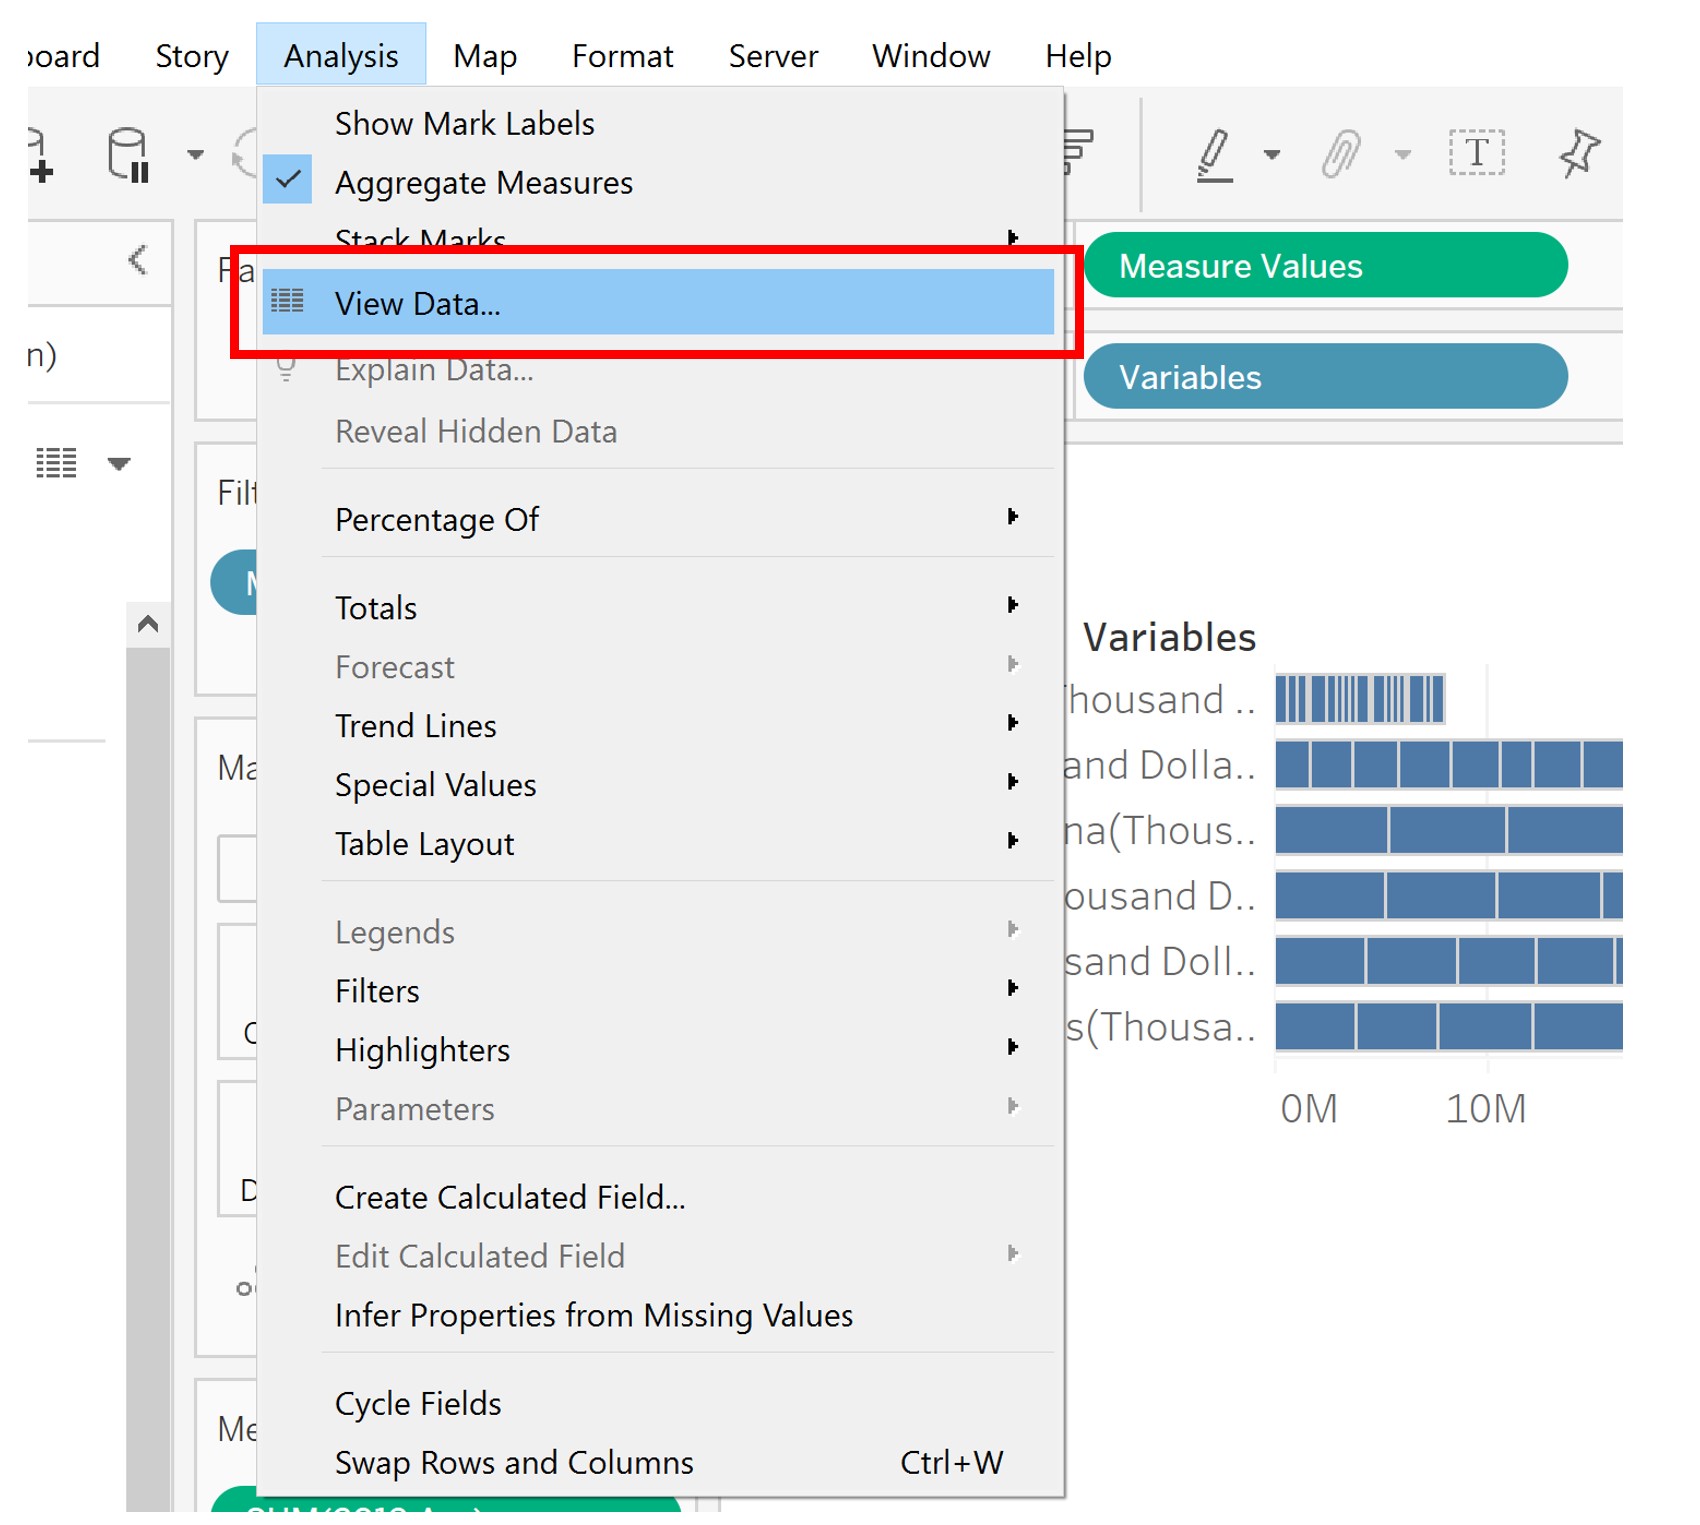 board Story Analysis Map Format Server Window Help
Show Mark Labels
Aggregate Measures
T
Stack Marks
Measure Values
View Data...
n)
Explain Data...
Variables
Reveal Hidden Data
Filt
Percentage Of
Totals
Variables
Forecast
Thousand ..
Trend Lines
Ma
and Dolla..
Special Values
na(Thous..
Table Layout
ousand D..
Legends
sand Doll..
Filters
s(Thousa..
Highlighters
Parameters
0M 10M
Create Calculated Field...
D
Edit Calculated Field
Infer Properties from Missing Values
Cycle Fields
Me
Swap Rows and Columns Ctrl+W